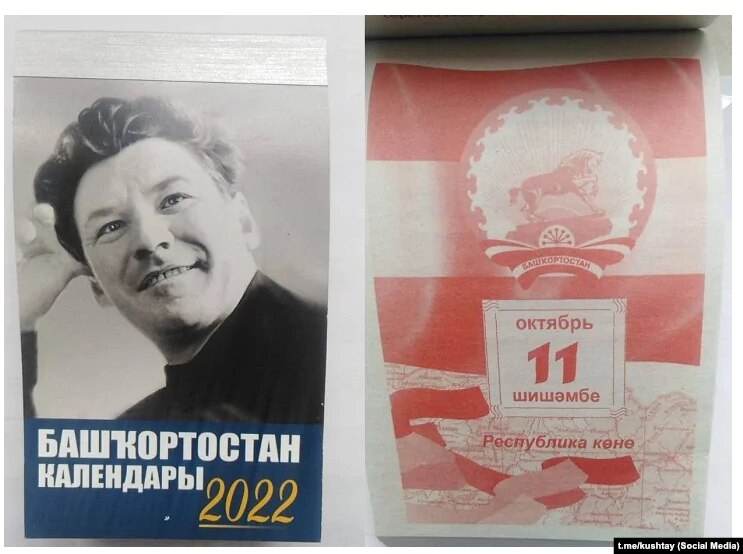 БАШҠОРТОСТАН
КАЛЕНДАРЫ
2022
БАШҠОРТОСТАН
октябрь
11
шишәмбе
Республика көнө
t.me/kushtay (Social Media)